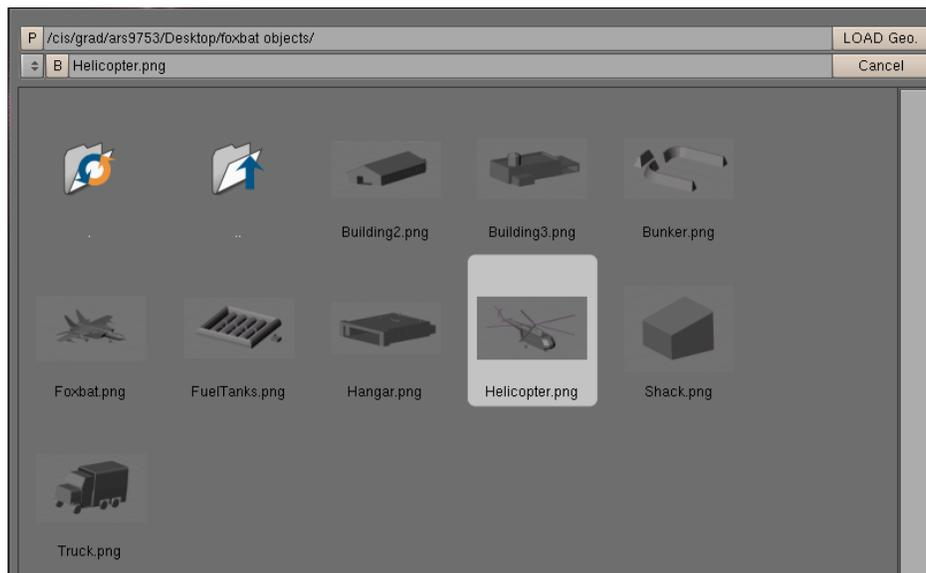 P /cis/grad/ars9753/Desktop/foxbat objects/ LOAD Geo.
B Helicopter.png Cancel
. .. Building2.png Building3.png Bunker.png
Foxbat.png FuelTanks.png Hangar.png Helicopter.png Shack.png
Truck.png